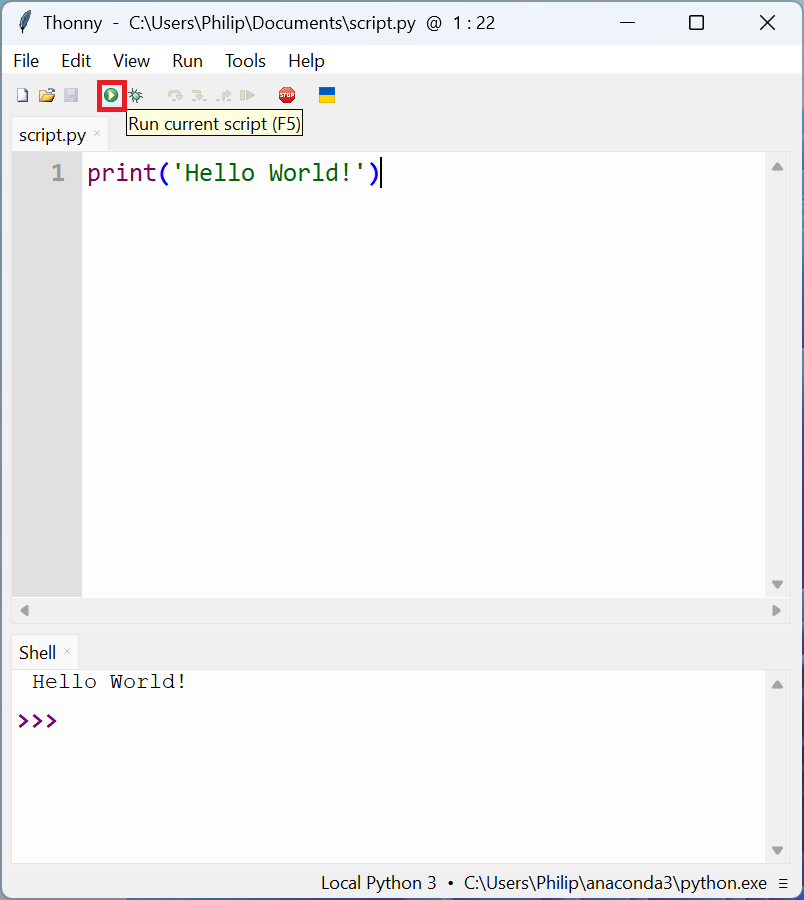 Thonny - C:\Users\Philip\Documents\script.py @ 1 : 22
File Edit View Run Tools Help
STOP
Run current script (F5)
script.py ×
1 print('Hello World!')
Shell ×
Hello World!
>>>
Local Python 3 • C:\Users\Philip\anaconda3\python.exe ≡